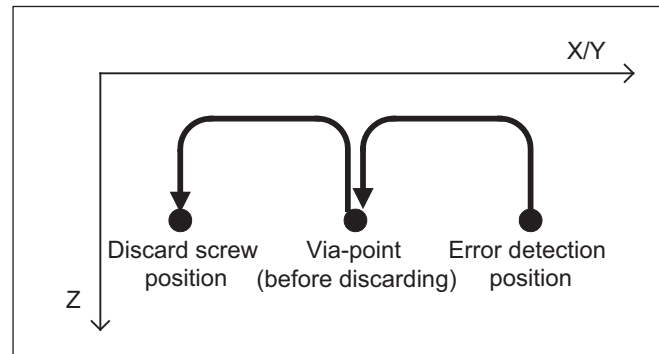 X/Y
Discard screw
position
Via-point
(before discarding)
Error detection
position
Z